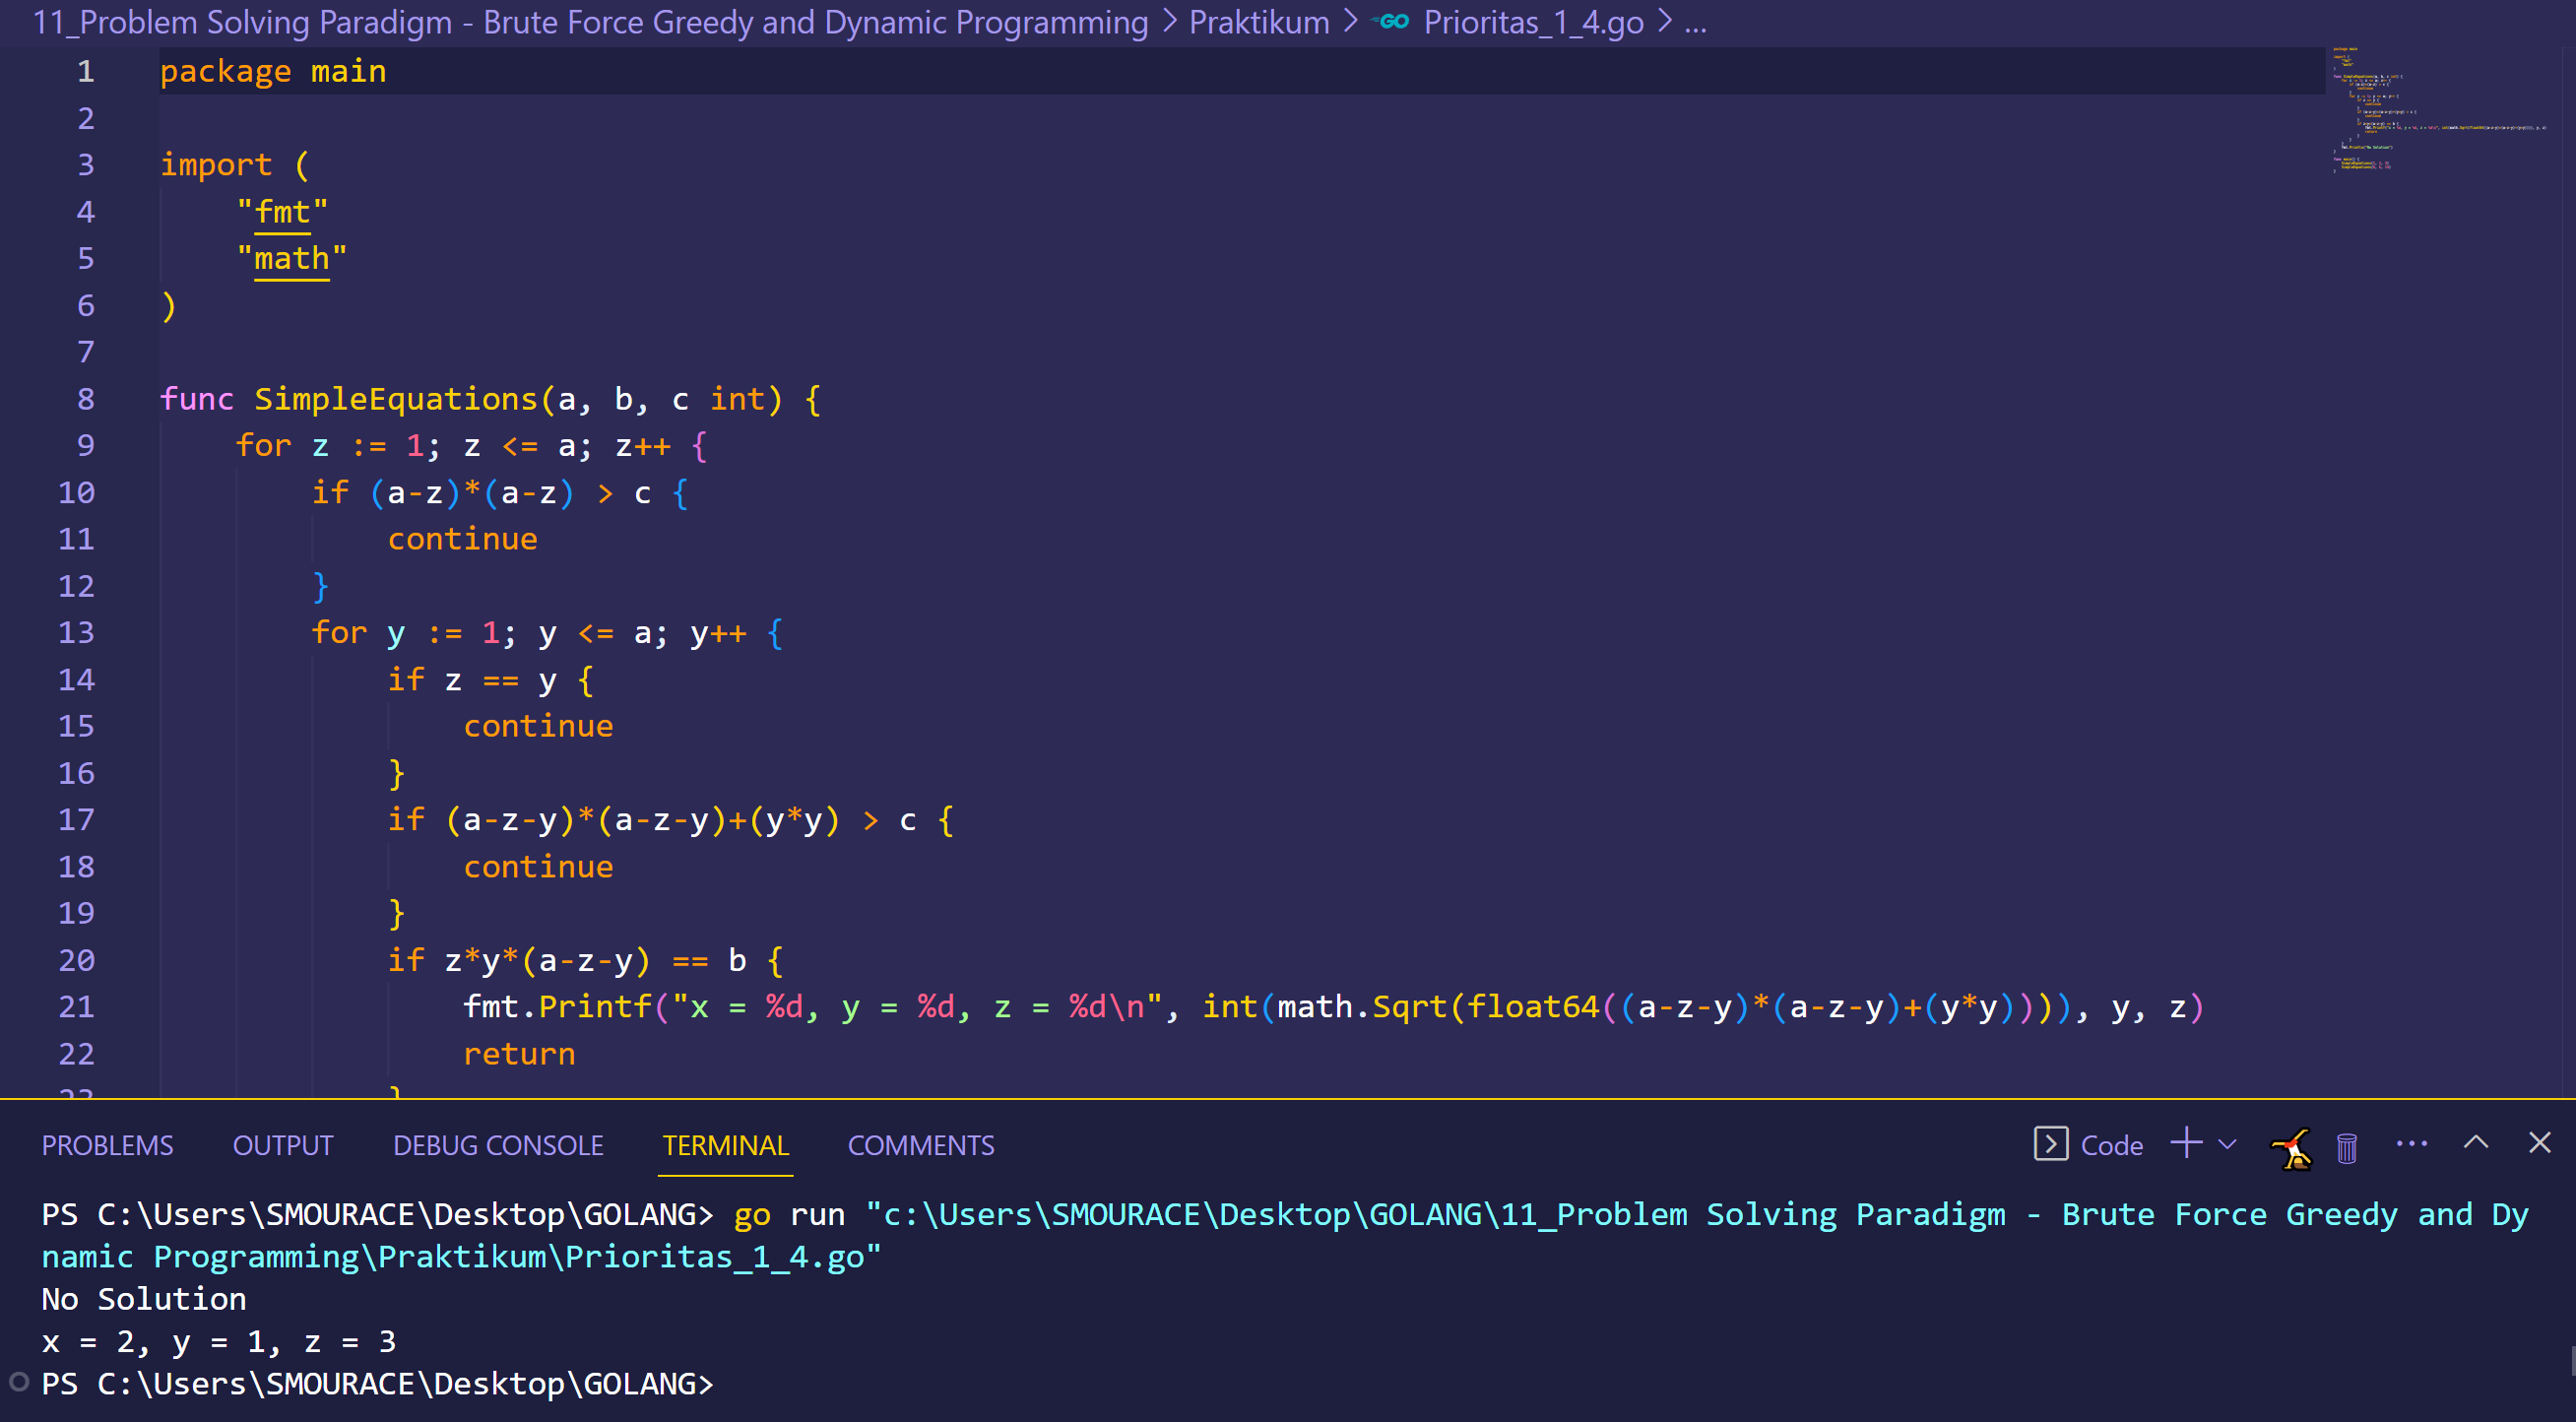 11_Problem Solving Paradigm - Brute Force Greedy and Dynamic Programming > Praktikum > GO Prioritas_1_4.go > ...
1 package main
2
3 import (
4 "fmt"
5 "math"
6 )
7
8 func SimpleEquations(a, b, c int) {
9 for z := 1; z <= a; z++ {
10 if (a-z)*(a-z) > c {
11 continue
12 }
13 for y := 1; y <= a; y++ {
14 if z == y {
15 continue
16 }
17 if (a-z-y)*(a-z-y)+(y*y) > c {
18 continue
19 }
20 if z*y*(a-z-y) == b {
21 fmt.Printf("x = %d, y = %d, z = %d\n", int(math.Sqrt(float64((a-z-y)*(a-z-y)+(y*y)))), y, z)
22 return
23 }
PROBLEMS OUTPUT DEBUG CONSOLE TERMINAL COMMENTS Code
PS C:\Users\SMOURACE\Desktop\GOLANG> go run "c:\Users\SMOURACE\Desktop\GOLANG\11_Problem Solving Paradigm - Brute Force Greedy and Dy
namic Programming\Praktikum\Prioritas_1_4.go"
No Solution
x = 2, y = 1, z = 3
PS C:\Users\SMOURACE\Desktop\GOLANG>